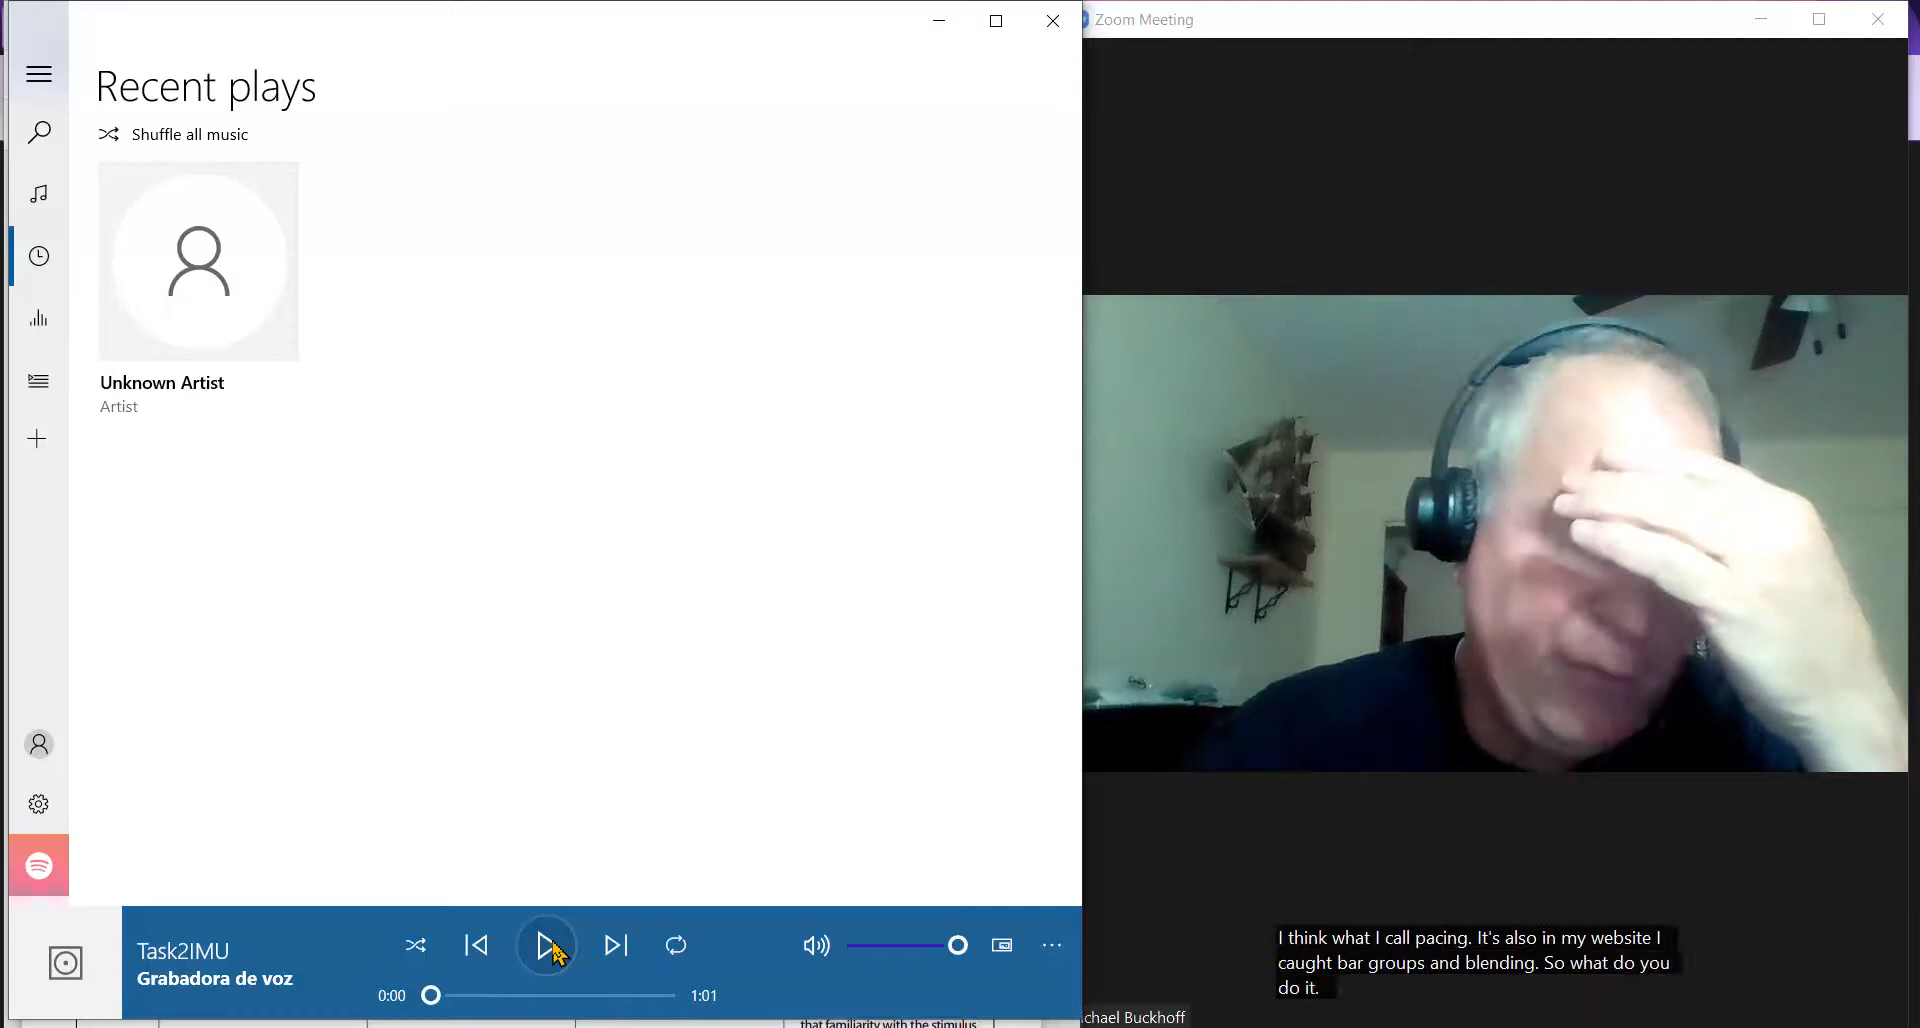 Zoom Meeting
Recent plays
Shuffle all music
Unknown Artist
Artist
Task2IMU
Grabadora de voz
0:00
1:01
I think what I call pacing. It's also in my website I
caught bar groups and blending. So what do you
do it.
that familiarity with the stimulus
chael Buckhoff